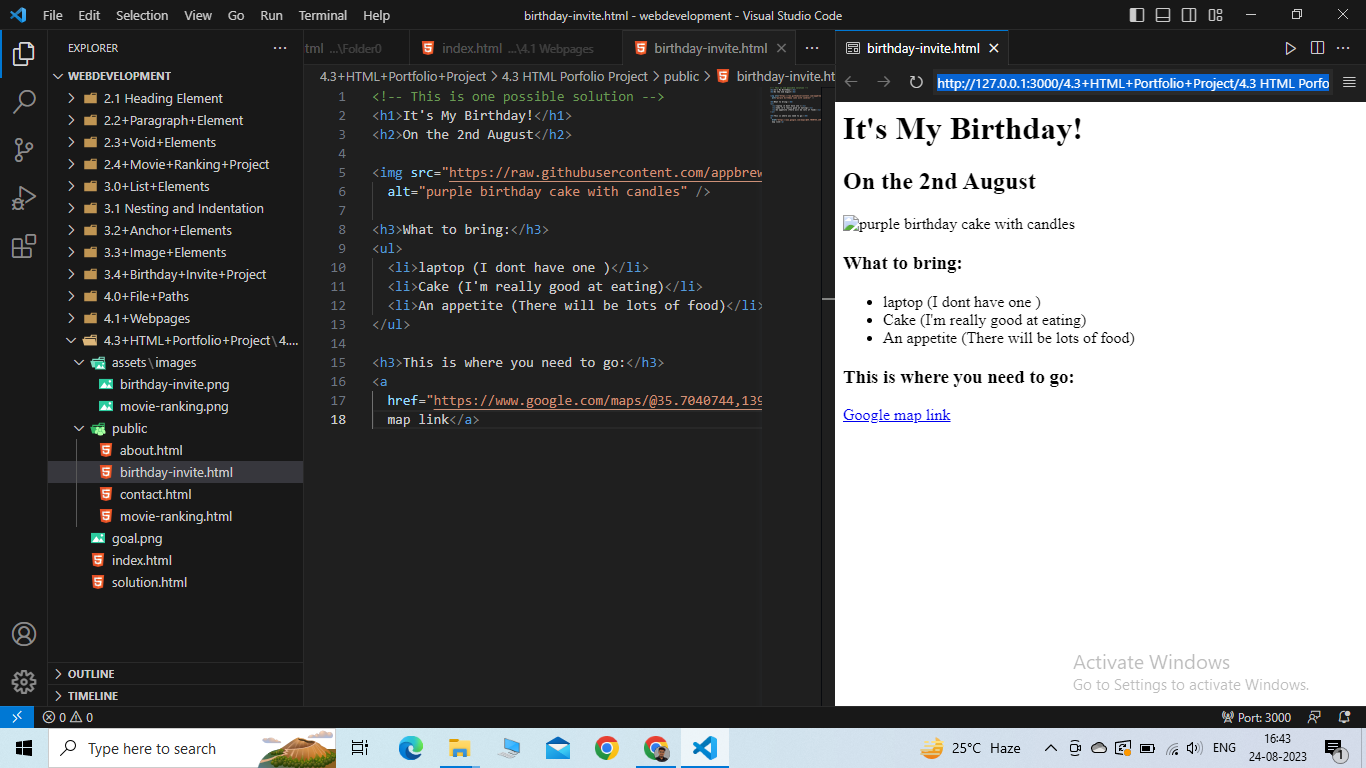 File Edit Selection View Go Run Terminal Help
birthday-invite.html - webdevelopment - Visual Studio Code
EXPLORER
WEBDEVELOPMENT
2.1 Heading Element
2.2+Paragraph+Element
2.3+Void+Elements
2.4+Movie+Ranking+Project
3.0+List+Elements
3.1 Nesting and Indentation
3.2+Anchor+Elements
3.3+Image+Elements
3.4+Birthday+Invite+Project
4.0+File+Paths
4.1+Webpages
4.3+HTML+Portfolio+Project\4....
assets\images
birthday-invite.png
movie-ranking.png
public
about.html
birthday-invite.html
contact.html
movie-ranking.html
goal.png
index.html
solution.html
OUTLINE
TIMELINE
tml ...\Folder0
index.html ...\4.1 Webpages
birthday-invite.html
4.3+HTML+Portfolio+Project > 4.3 HTML Porfolio Project > public > birthday-invite.ht
1 <!-- This is one possible solution -->
2 <h1>It's My Birthday!</h1>
3 <h2>On the 2nd August</h2>
4
5 <img src="https://raw.githubusercontent.com/appbrew
6 alt="purple birthday cake with candles" />
7
8 <h3>What to bring:</h3>
9 <ul>
10 <li>laptop (I dont have one )</li>
11 <li>Cake (I'm really good at eating)</li>
12 <li>An appetite (There will be lots of food)</li>
13 </ul>
14
15 <h3>This is where you need to go:</h3>
16 <a
17 href="https://www.google.com/maps/@35.7040744,139
18 map link</a>
birthday-invite.html
http://127.0.0.1:3000/4.3+HTML+Portfolio+Project/4.3 HTML Porfo
It's My Birthday!
On the 2nd August
purple birthday cake with candles
What to bring:
laptop (I dont have one )
Cake (I'm really good at eating)
An appetite (There will be lots of food)
This is where you need to go:
Google map link
Activate Windows
Go to Settings to activate Windows.
0 0
Port: 3000
Type here to search
25°C Haze
ENG
16:43
24-08-2023
1